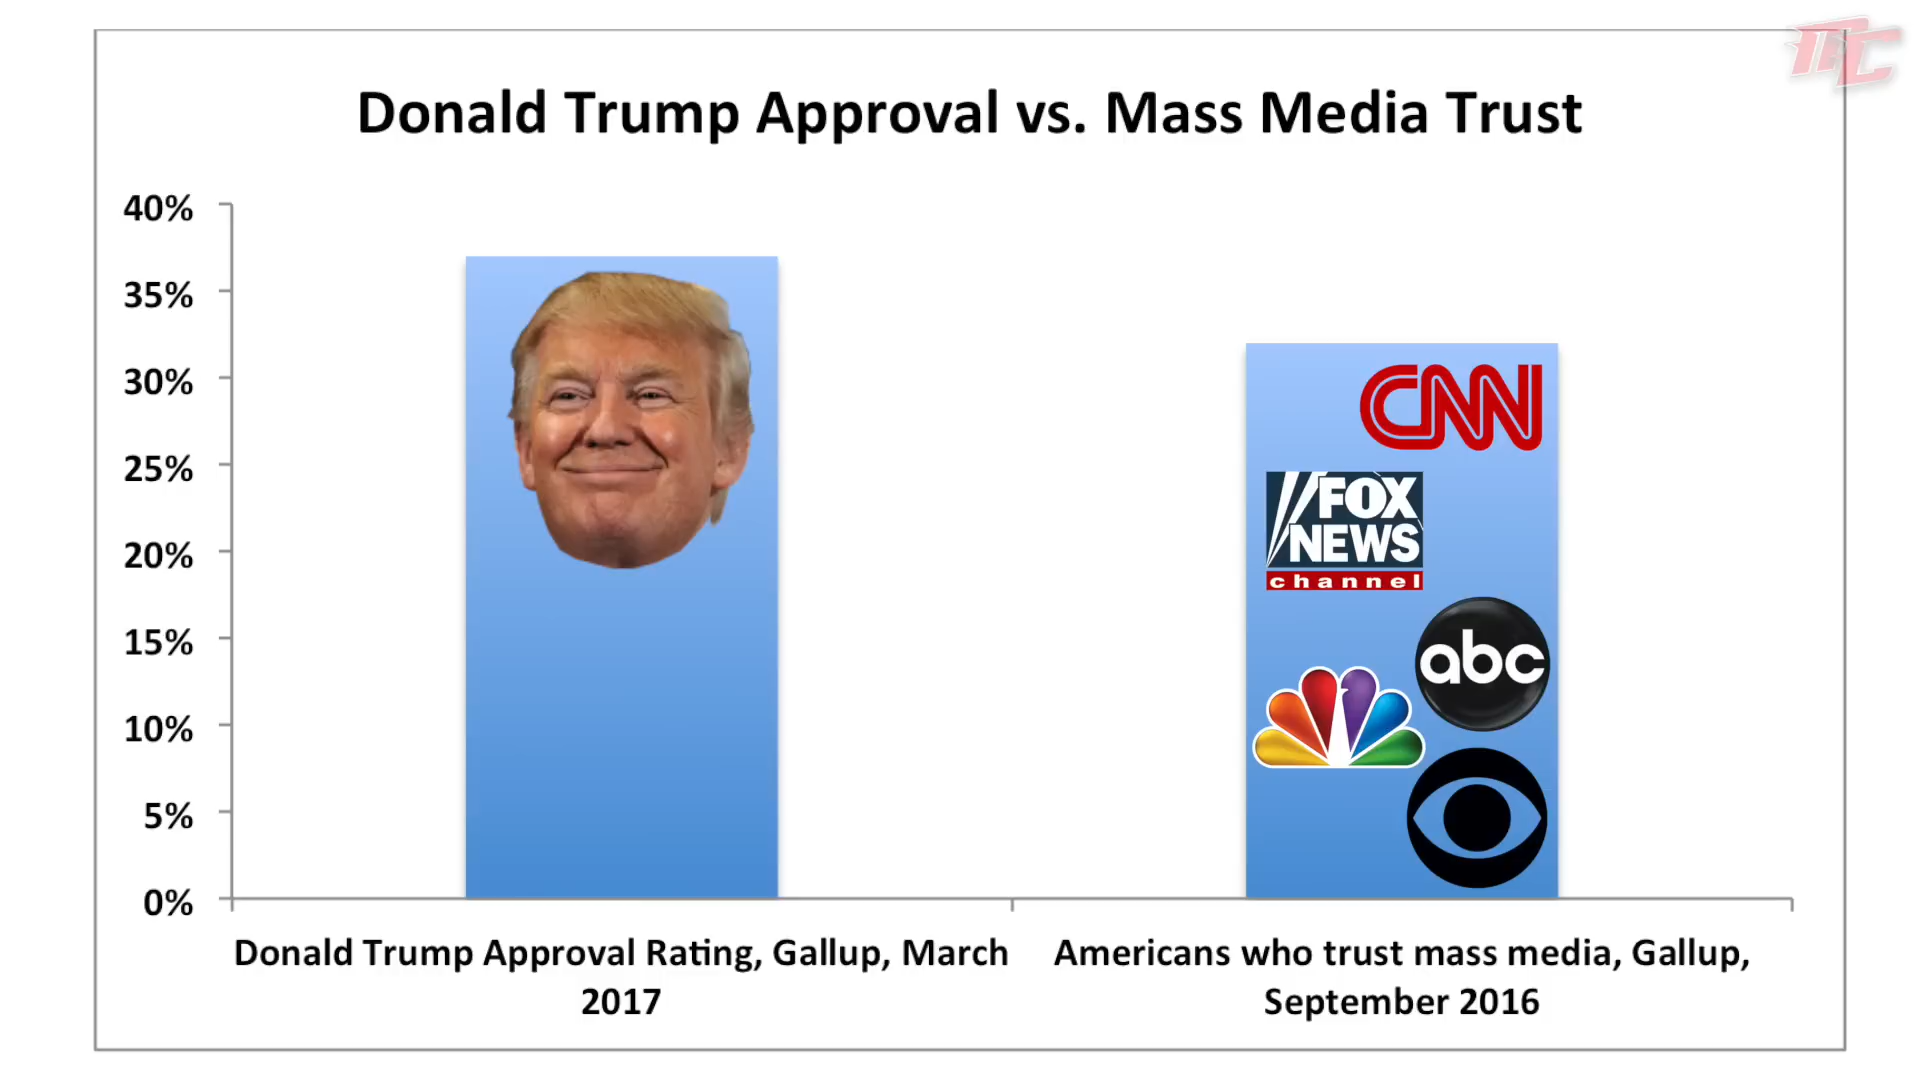 Donald Trump Approval vs. Mass Media Trust
40%
35%
30%
25%
20%
15%
10%
5%
0%
CNN
FOX
NEWS
channel
abc
Donald Trump Approval Rating, Gallup, March
2017
Americans who trust mass media, Gallup,
September 2016